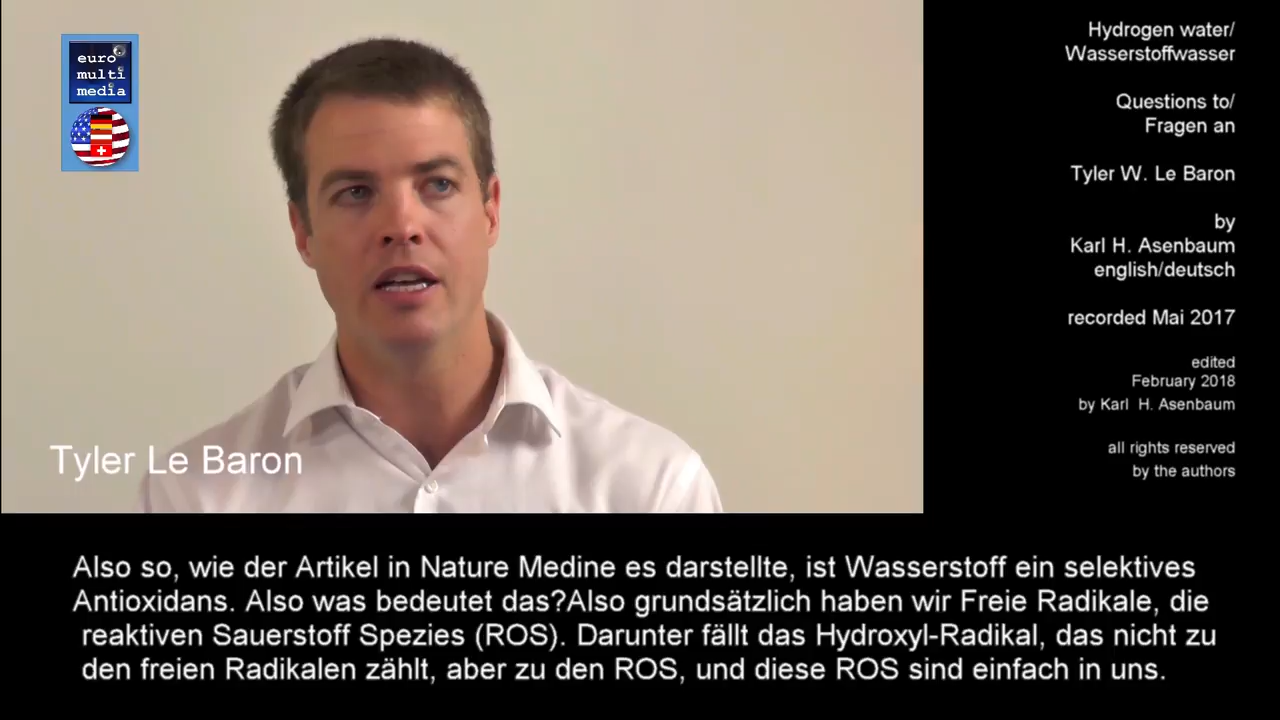 euro
multi
media
Hydrogen water/
Wasserstoffwasser
Questions to/
Fragen an
Tyler W. Le Baron
by
Karl H. Asenbaum
english/deutsch
recorded Mai 2017
edited
February 2018
by Karl H. Asenbaum
all rights reserved
by the authors
Tyler Le Baron
Also so, wie der Artikel in Nature Medine es darstellte, ist Wasserstoff ein selektives
Antioxidans. Also was bedeutet das?Also grundsätzlich haben wir Freie Radikale, die
reaktiven Sauerstoff Spezies (ROS). Darunter fällt das Hydroxyl-Radikal, das nicht zu
den freien Radikalen zählt, aber zu den ROS, und diese ROS sind einfach in uns.